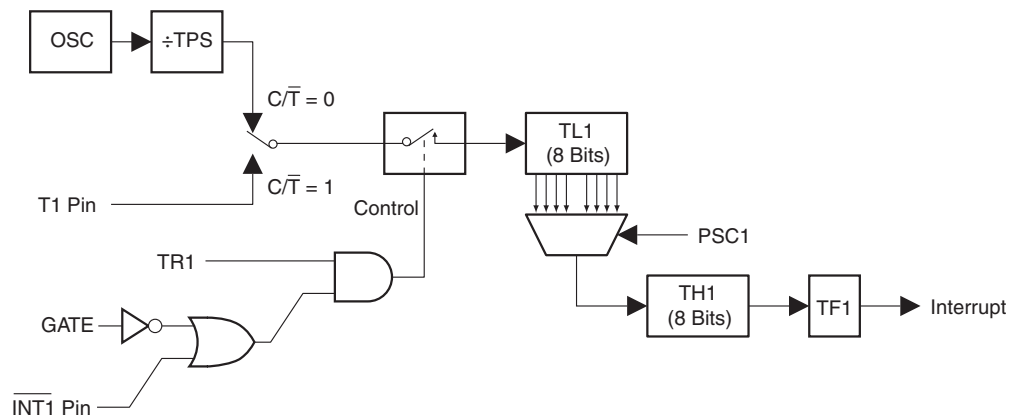 OSC
÷TPS
C/T̅ = 0
C/T̅ = 1
T1 Pin
Control
TL1
(8 Bits)
PSC1
TR1
GATE
I̅N̅T̅1̅ Pin
TH1
(8 Bits)
TF1
Interrupt